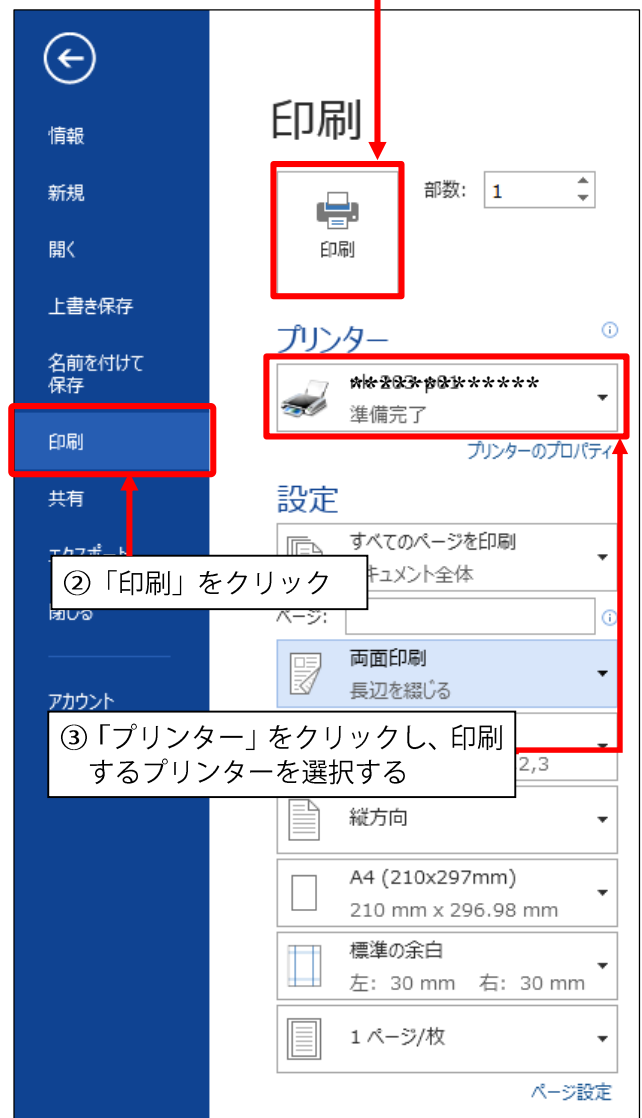 情報
新規
開く
上書き保存
名前を付けて
保存
印刷
共有
②「印刷」をクリック
閉じる
アカウント
③「プリンター」をクリックし、印刷
するプリンターを選択する
印刷
印刷
部数: 1
プリンター
準備完了
プリンターのプロパティ
設定
すべてのページを印刷
キュメント全体
ページ:
両面印刷
長辺を綴じる
2,3
縦方向
A4 (210x297mm)
210 mm x 296.98 mm
標準の余白
左: 30 mm 右: 30 mm
1 ページ/枚
ページ設定